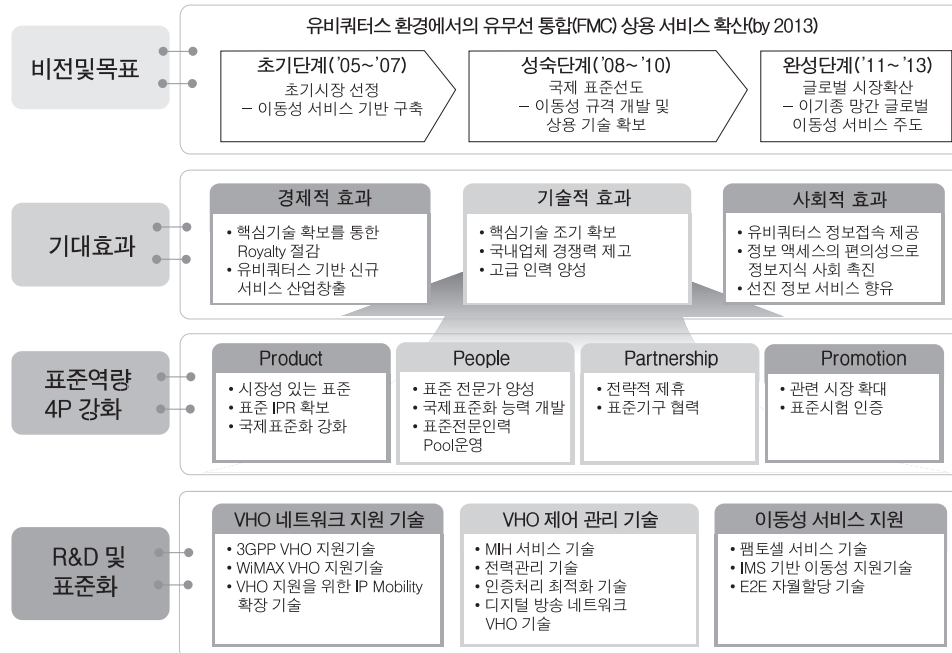 유비쿼터스 환경에서의 유무선 통합(FMC) 상용 서비스 확산(by 2013)
비전및목표
초기단계('05~'07)
초기시장 선정
– 이동성 서비스 기반 구축
성숙단계('08~'10)
국제 표준선도
– 이동성 규격 개발 및
상용 기술 확보
완성단계('11~'13)
글로벌 시장확산
– 이기종 망간 글로벌
이동성 서비스 주도
기대효과
경제적 효과
• 핵심기술 확보를 통한
Royalty 절감
• 유비쿼터스 기반 신규
서비스 산업창출
기술적 효과
• 핵심기술 조기 확보
• 국내업체 경쟁력 제고
• 고급 인력 양성
사회적 효과
• 유비쿼터스 정보접속 제공
• 정보 액세스의 편의성으로
정보지식 사회 촉진
• 선진 정보 서비스 향유
표준역량
4P 강화
Product
• 시장성 있는 표준
• 표준 IPR 확보
• 국제표준화 강화
People
• 표준 전문가 양성
• 국제표준화 능력 개발
• 표준전문인력
Pool운영
Partnership
• 전략적 제휴
• 표준기구 협력
Promotion
• 관련 시장 확대
• 표준시험 인증
R&D 및
표준화
VHO 네트워크 지원 기술
• 3GPP VHO 지원기술
• WiMAX VHO 지원기술
• VHO 지원을 위한 IP Mobility
확장 기술
VHO 제어 관리 기술
• MIH 서비스 기술
• 전력관리 기술
• 인증처리 최적화 기술
• 디지털 방송 네트워크
VHO 기술
이동성 서비스 지원
• 팸토셀 서비스 기술
• IMS 기반 이동성 지원기술
• E2E 자월할당 기술